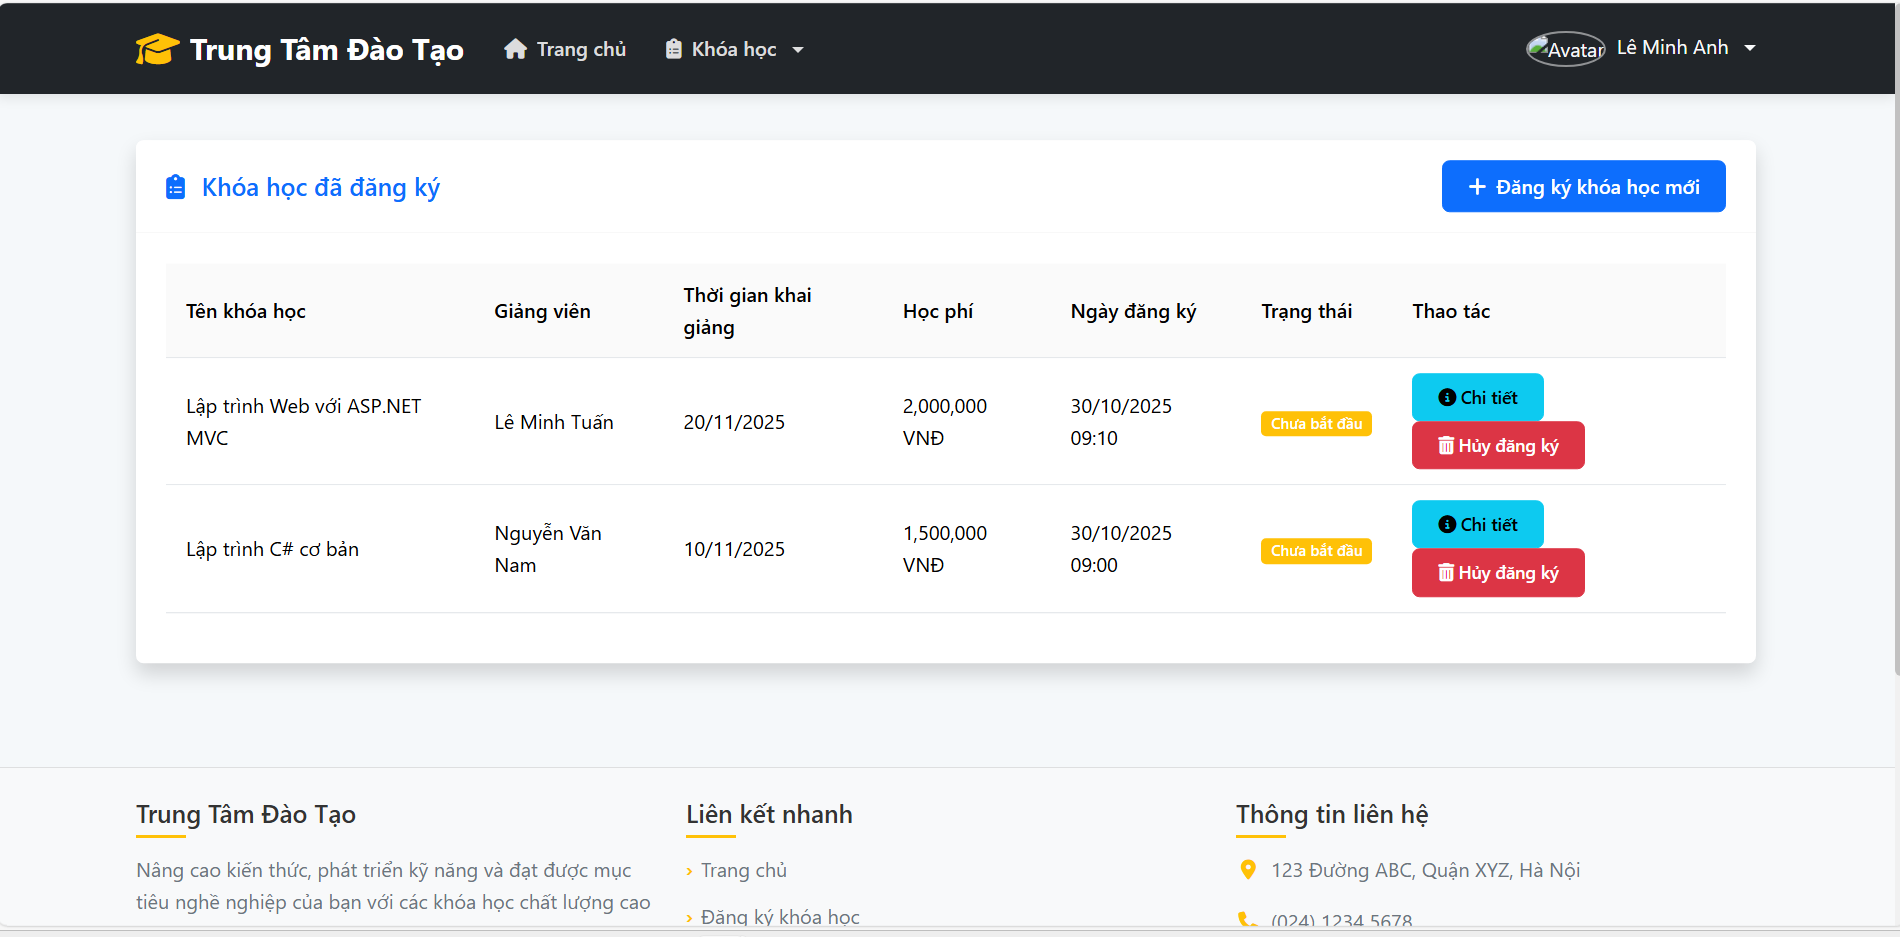 Trung Tâm Đào Tạo
Trang chủ
Khóa học
Avatar
Lê Minh Anh
Khóa học đã đăng ký
Đăng ký khóa học mới
Tên khóa học
Giảng viên
Thời gian khai
giảng
Học phí
Ngày đăng ký
Trạng thái
Thao tác
Lập trình Web với ASP.NET
MVC
Lê Minh Tuấn
20/11/2025
2,000,000
VNĐ
30/10/2025
09:10
Chưa bắt đầu
Chi tiết
Hủy đăng ký
Lập trình C# cơ bản
Nguyễn Văn
Nam
10/11/2025
1,500,000
VNĐ
30/10/2025
09:00
Chưa bắt đầu
Chi tiết
Hủy đăng ký
Trung Tâm Đào Tạo
Nâng cao kiến thức, phát triển kỹ năng và đạt được mục
tiêu nghề nghiệp của bạn với các khóa học chất lượng cao
Liên kết nhanh
Trang chủ
Đăng ký khóa học
Thông tin liên hệ
123 Đường ABC, Quận XYZ, Hà Nội
(024) 1234 5678